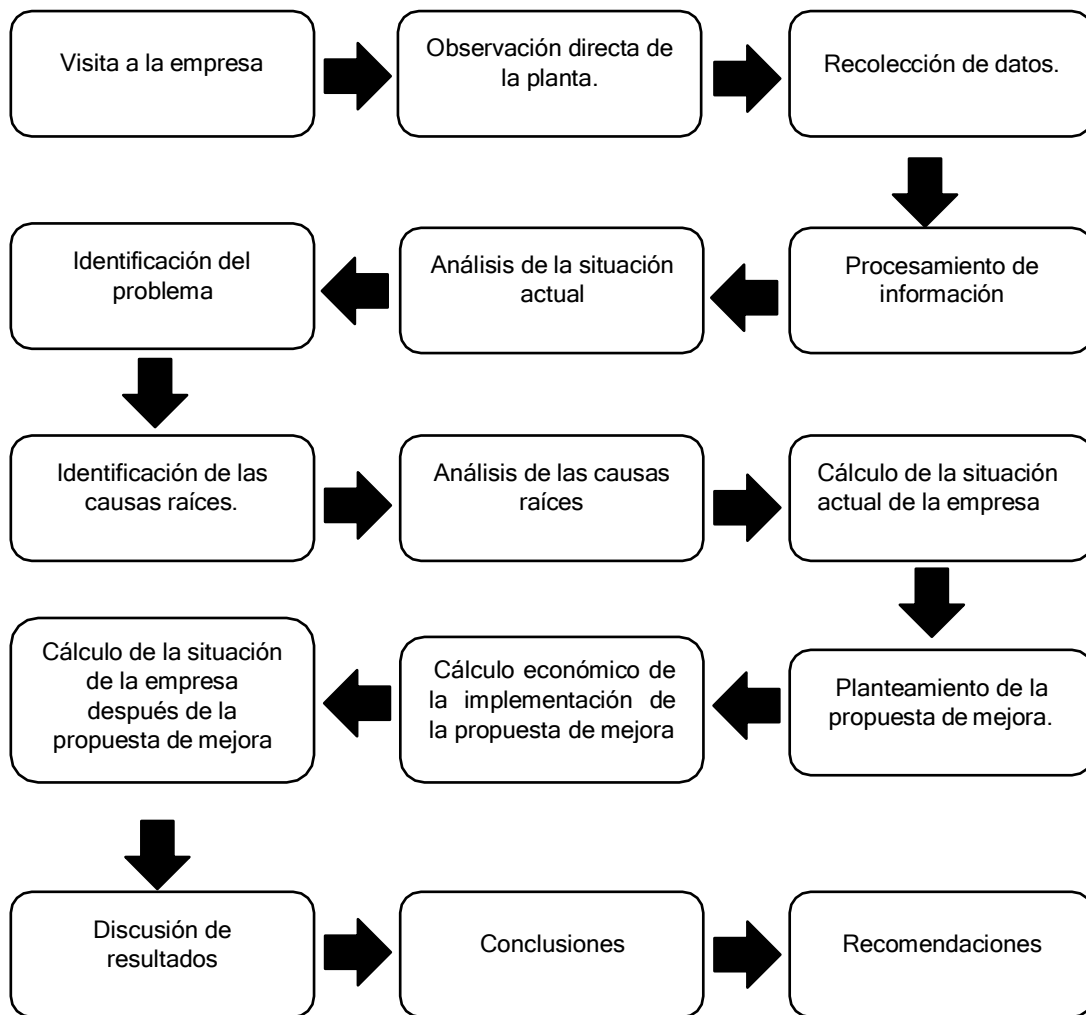 Visita a la empresa
Observación directa de
la planta.
Recolección de datos.
Procesamiento de
información
Análisis de la situación
actual
Identificación del
problema
Identificación de las
causas raíces.
Análisis de las causas
raíces
Cálculo de la situación
actual de la empresa
Planteamiento de la
propuesta de mejora.
Cálculo económico de
la implementación de
la propuesta de mejora
Cálculo de la situación
de la empresa
después de la
propuesta de mejora
Discusión de
resultados
Conclusiones
Recomendaciones